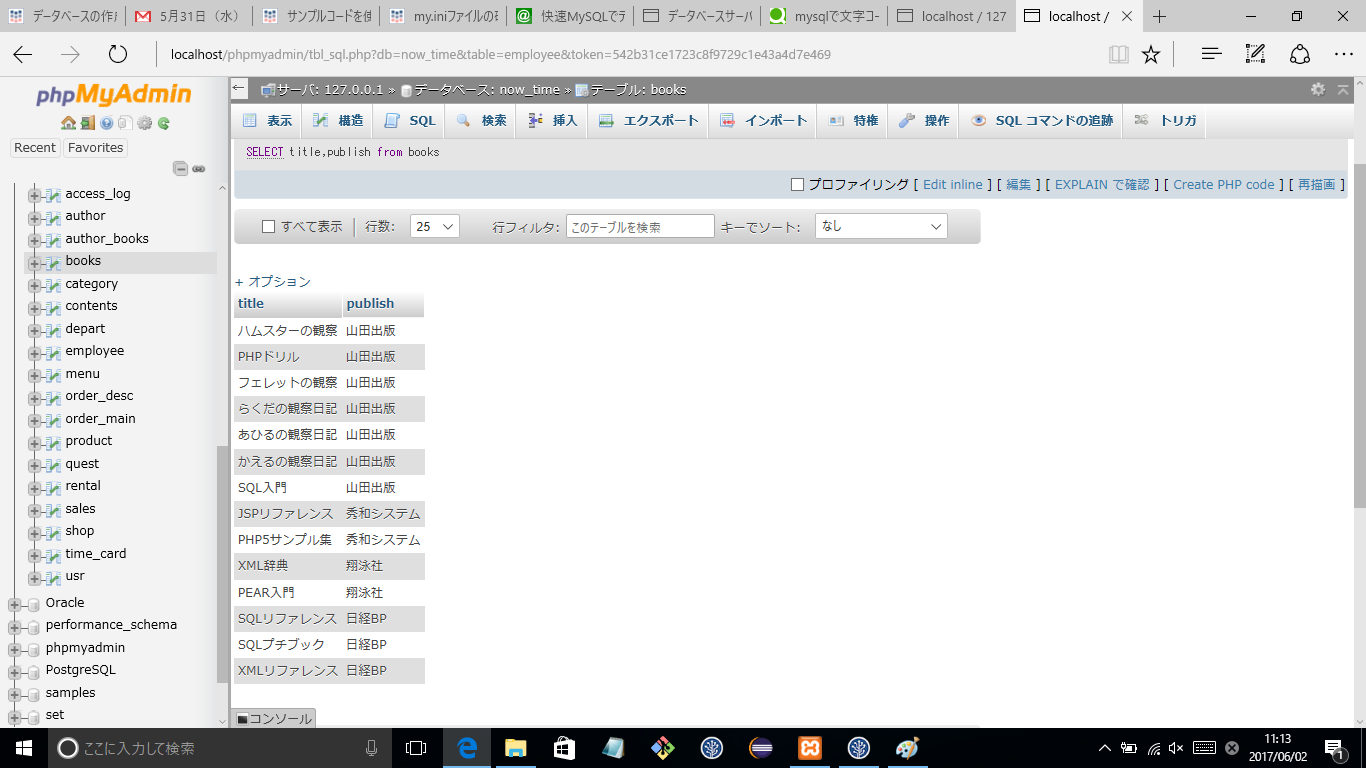 データベースの作成
5月31日（水）
サンプルコードを使
my.iniファイルの
快速MySQLでデ
データベースサーバ
mysqlで文字コー
localhost / 127
localhost /
localhost/phpmyadmin/tbl_sql.php?db=now_time&table=employee&token=542b31ce1723c8f9729c1e43a4d7e469
phpMyAdmin
Recent Favorites
access_log
author
author_books
books
category
contents
depart
employee
menu
order_desc
order_main
product
quest
rental
sales
shop
time_card
usr
Oracle
performance_schema
phpmyadmin
PostgreSQL
samples
set
サーバ: 127.0.0.1 » データベース: now_time » テーブル: books
表示 構造 SQL 検索 挿入 エクスポート インポート 特権 操作 SQL コマンドの追跡 トリガ
SELECT title,publish from books
プロファイリング [ Edit inline ] [ 編集 ] [ EXPLAIN で確認 ] [ Create PHP code ] [ 再描画 ]
すべて表示 行数: 25 行フィルタ: このテーブルを検索 キーでソート: なし
+ オプション
title publish
ハムスターの観察 山田出版
PHPドリル 山田出版
フェレットの観察 山田出版
らくだの観察日記 山田出版
あひるの観察日記 山田出版
かえるの観察日記 山田出版
SQL入門 山田出版
JSPリファレンス 秀和システム
PHP5サンプル集 秀和システム
XML辞典 翔泳社
PEAR入門 翔泳社
SQLリファレンス 日経BP
SQLプチブック 日経BP
XMLリファレンス 日経BP
コンソール
ここに入力して検索
11:13
2017/06/02
1